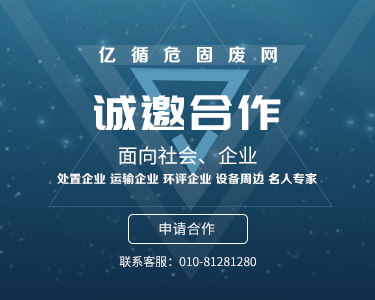 亿循危固废网
诚邀合作
面向社会、企业
处置企业 运输企业 环评企业 设备周边 名人专家
申请合作
联系客服：010-81281280